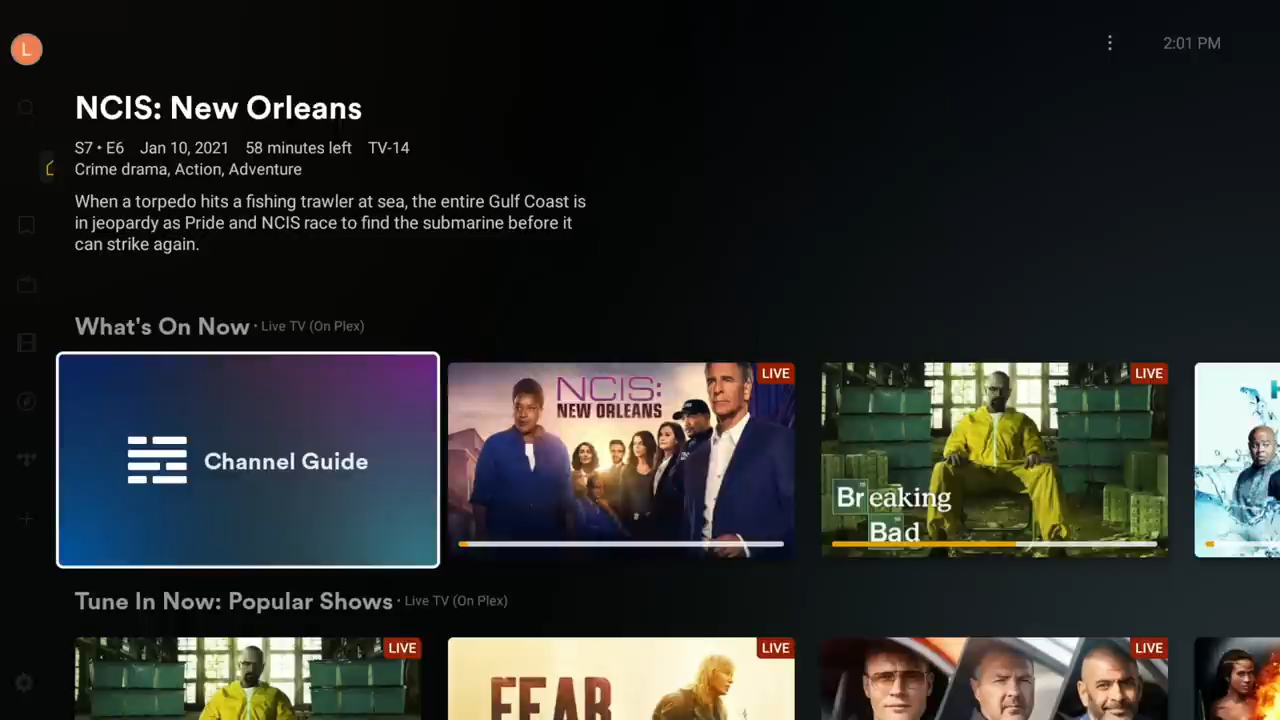 L
2:01 PM
NCIS: New Orleans
S7 • E6 Jan 10, 2021 58 minutes left TV-14
Crime drama, Action, Adventure
When a torpedo hits a fishing trawler at sea, the entire Gulf Coast is
in jeopardy as Pride and NCIS race to find the submarine before it
can strike again.
What's On Now · Live TV (On Plex)
Channel Guide
LIVE
NCIS:
NEW ORLEANS
LIVE
Breaking
Bad
Tune In Now: Popular Shows · Live TV (On Plex)
LIVE
LIVE
FEAR
LIVE